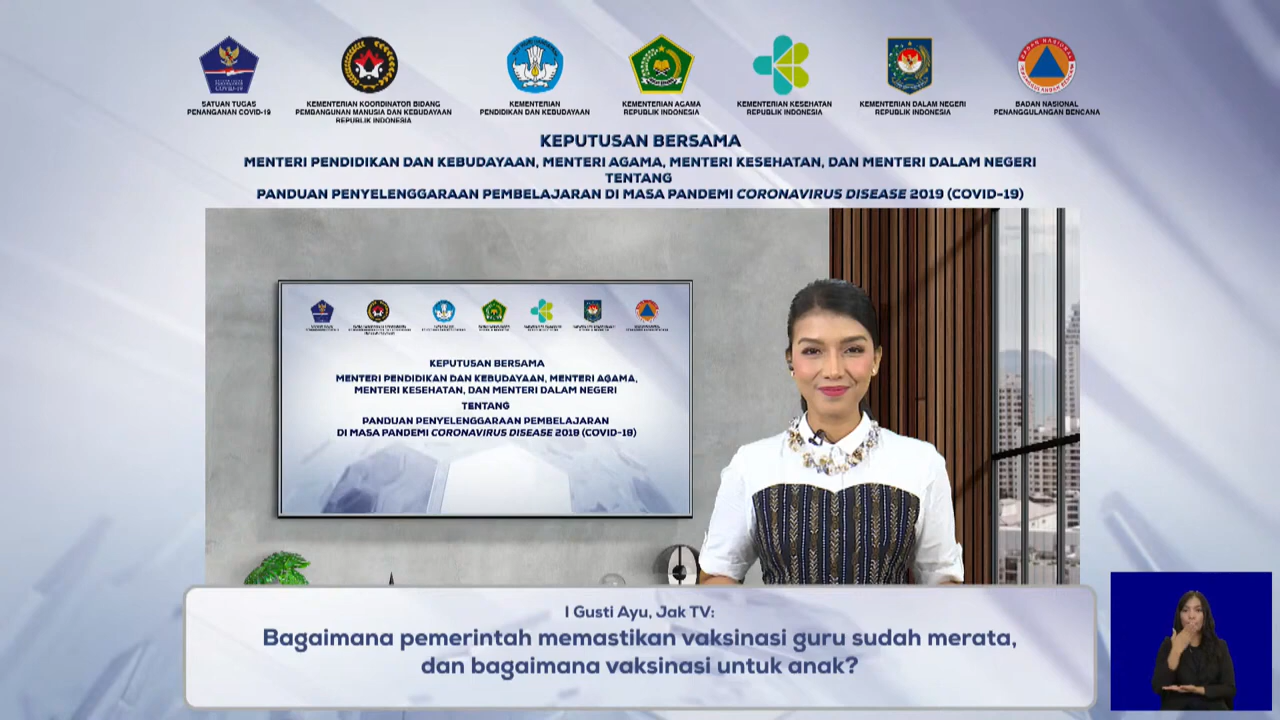 SATUAN TUGAS
PENANGANAN COVID-19
KEMENTERIAN KOORDINATOR BIDANG
PEMBANGUNAN MANUSIA DAN KEBUDAYAAN
REPUBLIK INDONESIA
KEMENTERIAN
PENDIDIKAN DAN KEBUDAYAAN
KEMENTERIAN AGAMA
REPUBLIK INDONESIA
KEMENTERIAN KESEHATAN
REPUBLIK INDONESIA
KEMENTERIAN DALAM NEGERI
REPUBLIK INDONESIA
BADAN NASIONAL
PENANGGULANGAN BENCANA
KEPUTUSAN BERSAMA
MENTERI PENDIDIKAN DAN KEBUDAYAAN, MENTERI AGAMA, MENTERI KESEHATAN, DAN MENTERI DALAM NEGERI
TENTANG
PANDUAN PENYELENGGARAAN PEMBELAJARAN DI MASA PANDEMI CORONAVIRUS DISEASE 2019 (COVID-19)
KEPUTUSAN BERSAMA
MENTERI PENDIDIKAN DAN KEBUDAYAAN, MENTERI AGAMA,
MENTERI KESEHATAN, DAN MENTERI DALAM NEGERI
TENTANG
PANDUAN PENYELENGGARAAN PEMBELAJARAN
DI MASA PANDEMI CORONAVIRUS DISEASE 2019 (COVID-19)
I Gusti Ayu, Jak TV:
Bagaimana pemerintah memastikan vaksinasi guru sudah merata,
dan bagaimana vaksinasi untuk anak?